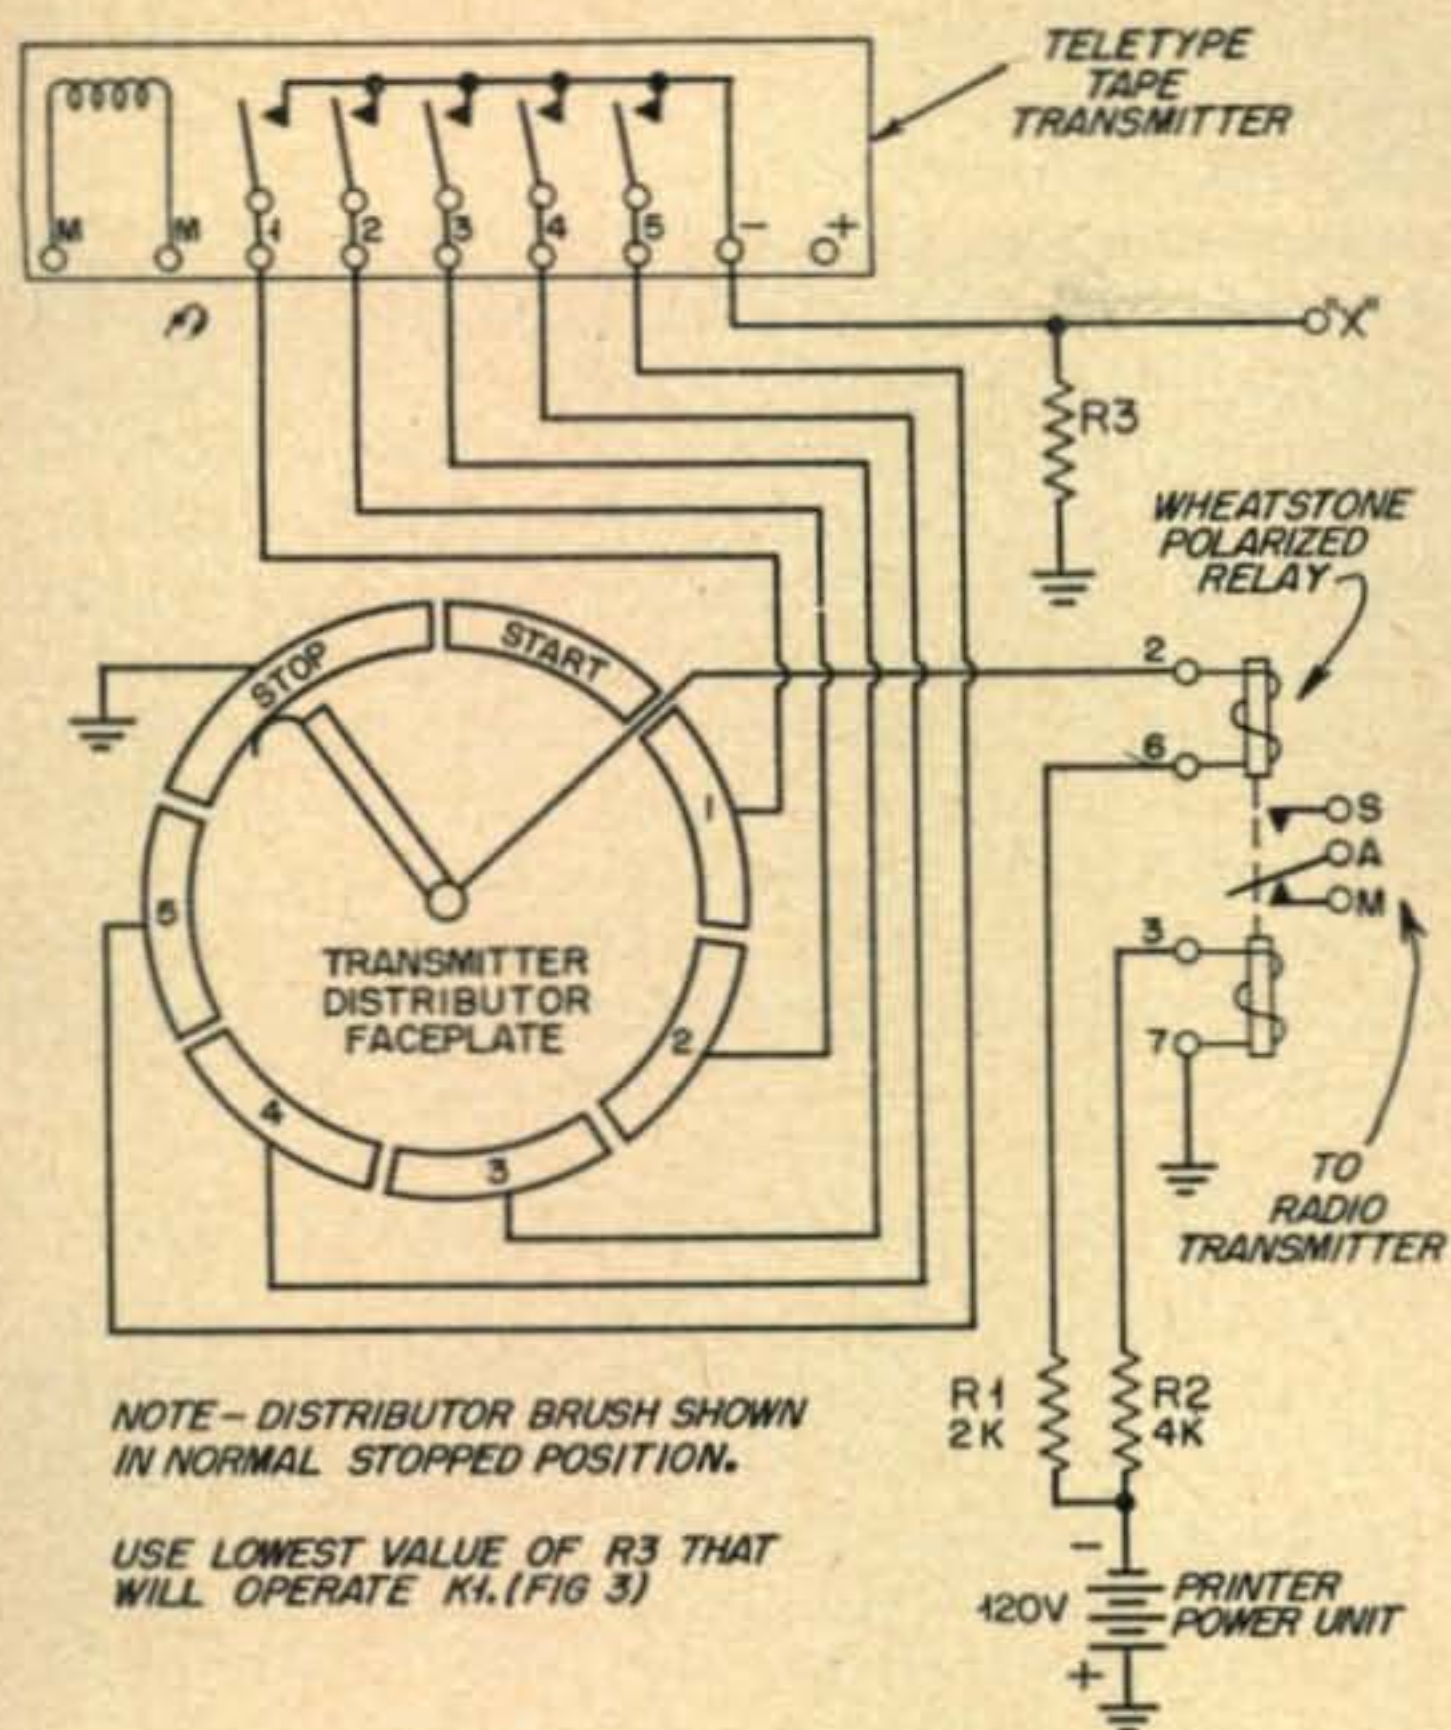 TELETYPE
TAPE
TRANSMITTER
M
M
1
2
3
4
5
-
+
"X"
R3
WHEATSTONE
POLARIZED
RELAY
STOP
START
2
6
1
S
A
M
5
3
TRANSMITTER
DISTRIBUTOR
FACEPLATE
2
7
4
3
TO
RADIO
TRANSMITTER
R1
2K
R2
4K
NOTE - DISTRIBUTOR BRUSH SHOWN
IN NORMAL STOPPED POSITION.
USE LOWEST VALUE OF R3 THAT
WILL OPERATE K1. (FIG 3)
-
120V
PRINTER
POWER UNIT
+